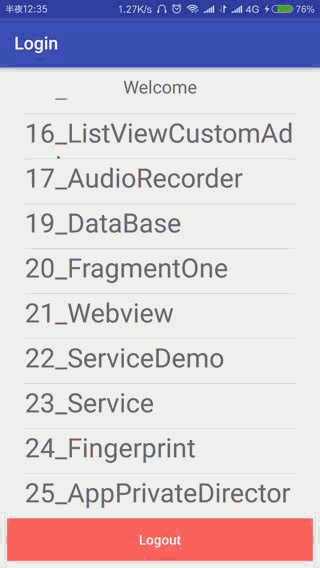 半夜12:35 1.27K/s 4G 76%
Login
Welcome
16_ListViewCustomAd
17_AudioRecorder
19_DataBase
20_FragmentOne
21_Webview
22_ServiceDemo
23_Service
24_Fingerprint
25_AppPrivateDirector
Logout